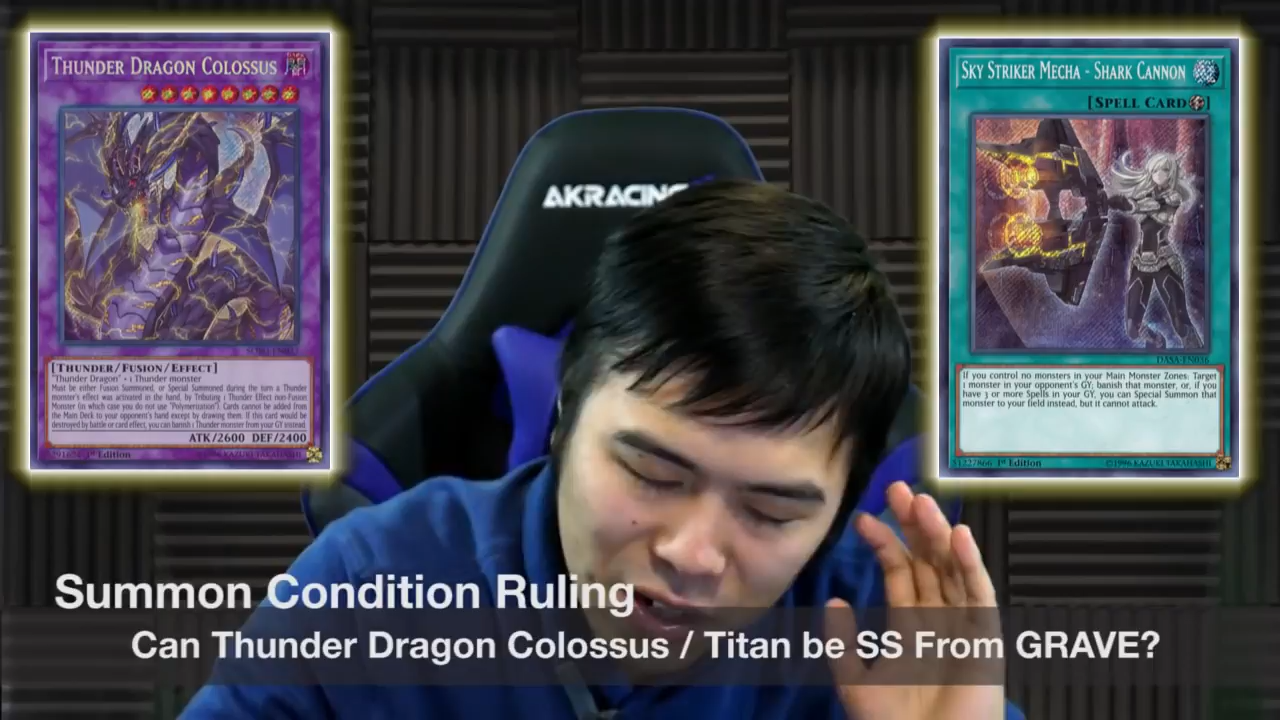 THUNDER DRAGON COLOSSUS
[THUNDER/FUSION/EFFECT]
"Thunder Dragon" + 1 Thunder monster
Must be either Fusion Summoned, or Special Summoned during the turn a Thunder
monster's effect was activated in the hand, by Tributing 1 Thunder Effect non-Fusion
Monster (in which case you do not use "Polymerization"). Cards cannot be added from
the Main Deck to your opponent's hand except by drawing them. If this card would be
destroyed by battle or card effect, you can banish 1 Thunder monster from your GY instead.
ATK/2600 DEF/2400
1st Edition
KAZUKI TAKAHASHI
AKRACING
SKY STRIKER MECHA - SHARK CANNON
[SPELL CARD]
DASA-EN036
If you control no monsters in your Main Monster Zones: Target
1 monster in your opponent's GY; banish that monster, or, if you
have 3 or more Spells in your GY, you can Special Summon that
monster to your field instead, but it cannot attack.
51227866 1st Edition ©1996 KAZUKI TAKAHASHI
Summon Condition Ruling
Can Thunder Dragon Colossus / Titan be SS From GRAVE?